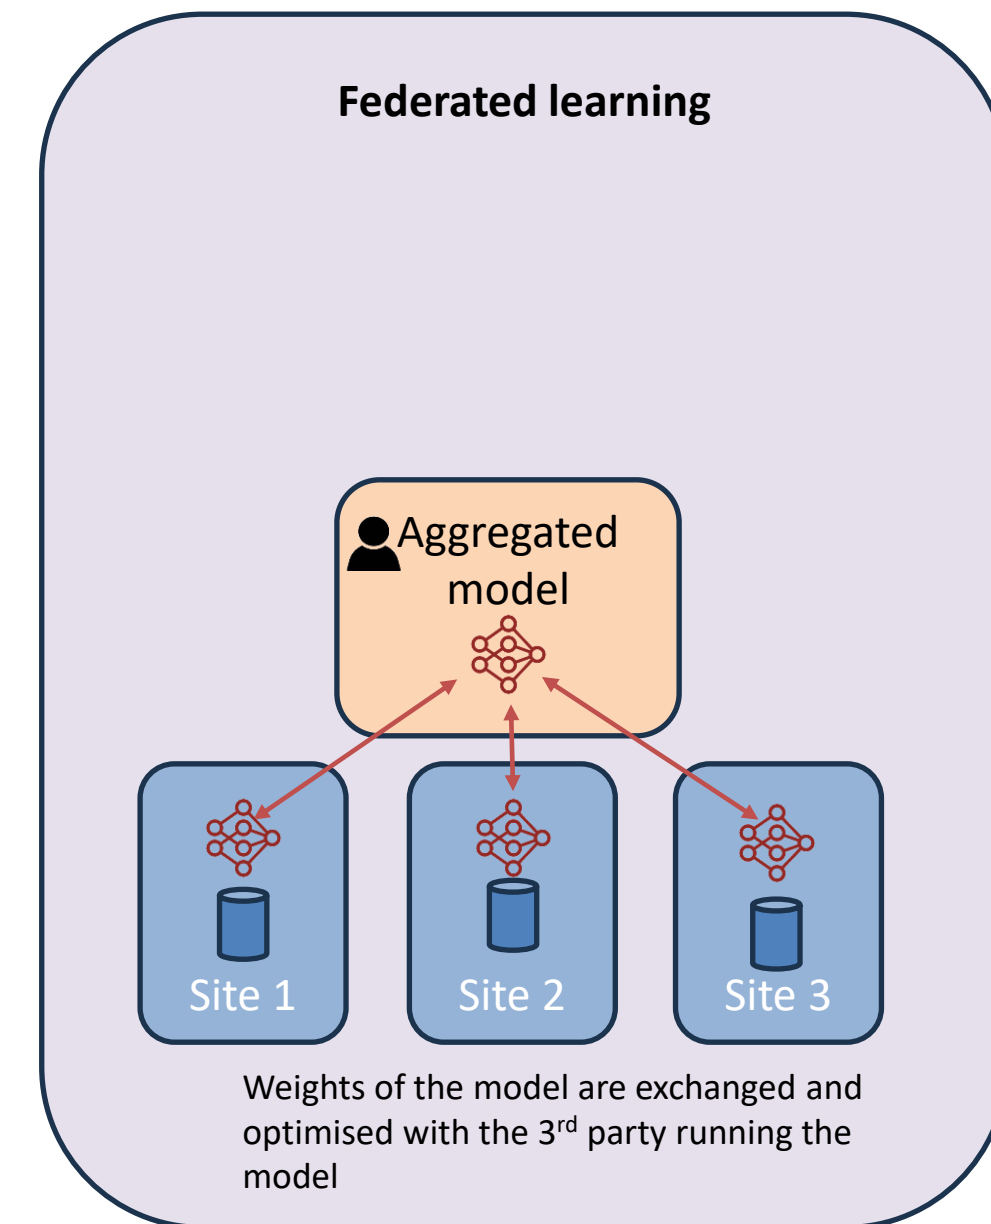 Federated learning
Aggregated
model
Site 1
Site 2
Site 3
Weights of the model are exchanged and
optimised with the 3rd party running the
model